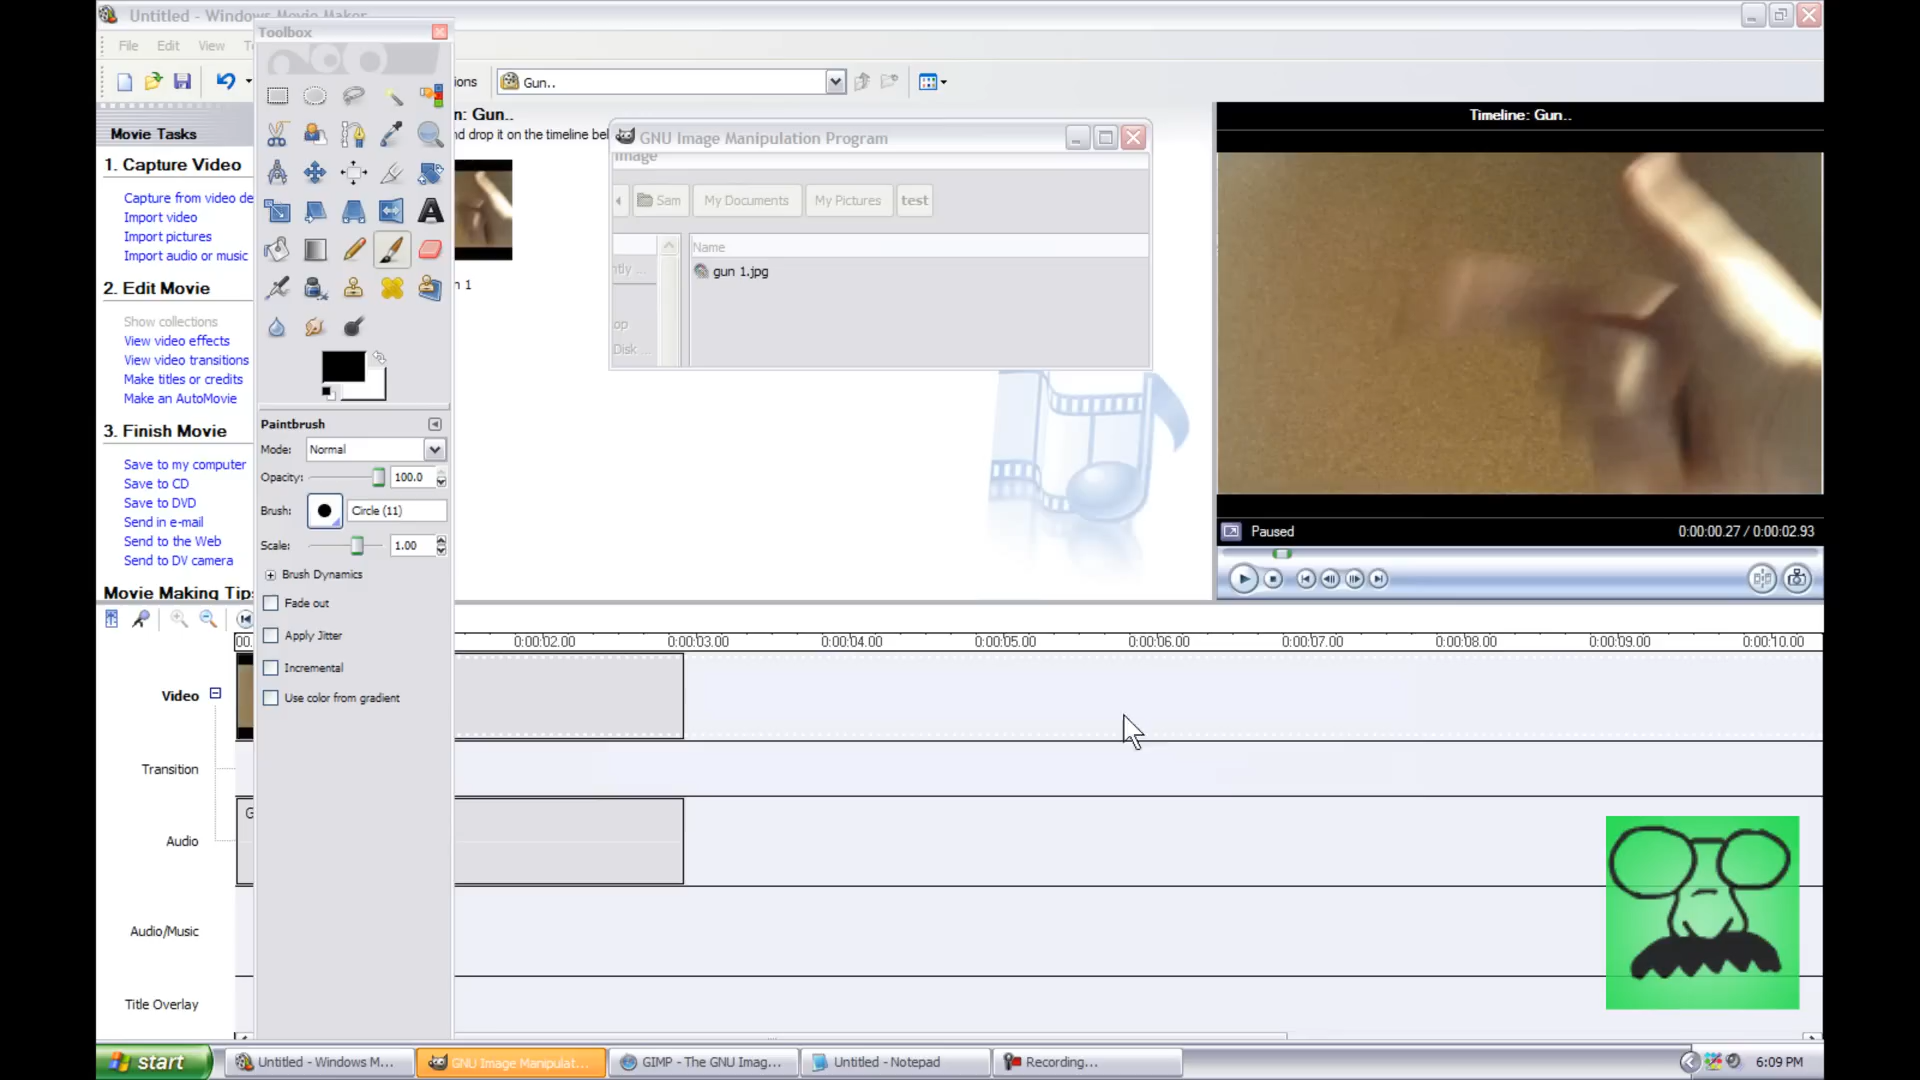 Untitled - Windows Movie Maker
File Edit View
Toolbox
Gun..
n: Gun..
nd drop it on the timeline bel
n 1
Movie Tasks
1. Capture Video
Capture from video de
Import video
Import pictures
Import audio or music
2. Edit Movie
Show collections
View video effects
View video transitions
Make titles or credits
Make an AutoMovie
3. Finish Movie
Save to my computer
Save to CD
Save to DVD
Send in e-mail
Send to the Web
Send to DV camera
Movie Making Tips
Paintbrush
Mode: Normal
Opacity: 100.0
Brush: Circle (11)
Scale: 1.00
Brush Dynamics
Fade out
Apply Jitter
Incremental
Use color from gradient
GNU Image Manipulation Program
Image
Sam My Documents My Pictures test
Name
gun 1.jpg
ntly ...
op
Disk ...
Timeline: Gun..
Paused 0:00:00.27 / 0:00:02.93
00. 0:00:02.00 0:00:03.00 0:00:04.00 0:00:05.00 0:00:06.00 0:00:07.00 0:00:08.00 0:00:09.00 0:00:10.00
Video
Transition
Audio
G
Audio/Music
Title Overlay
start Untitled - Windows M... GNU Image Manipulat... GIMP - The GNU Imag... Untitled - Notepad Recording... 6:09 PM